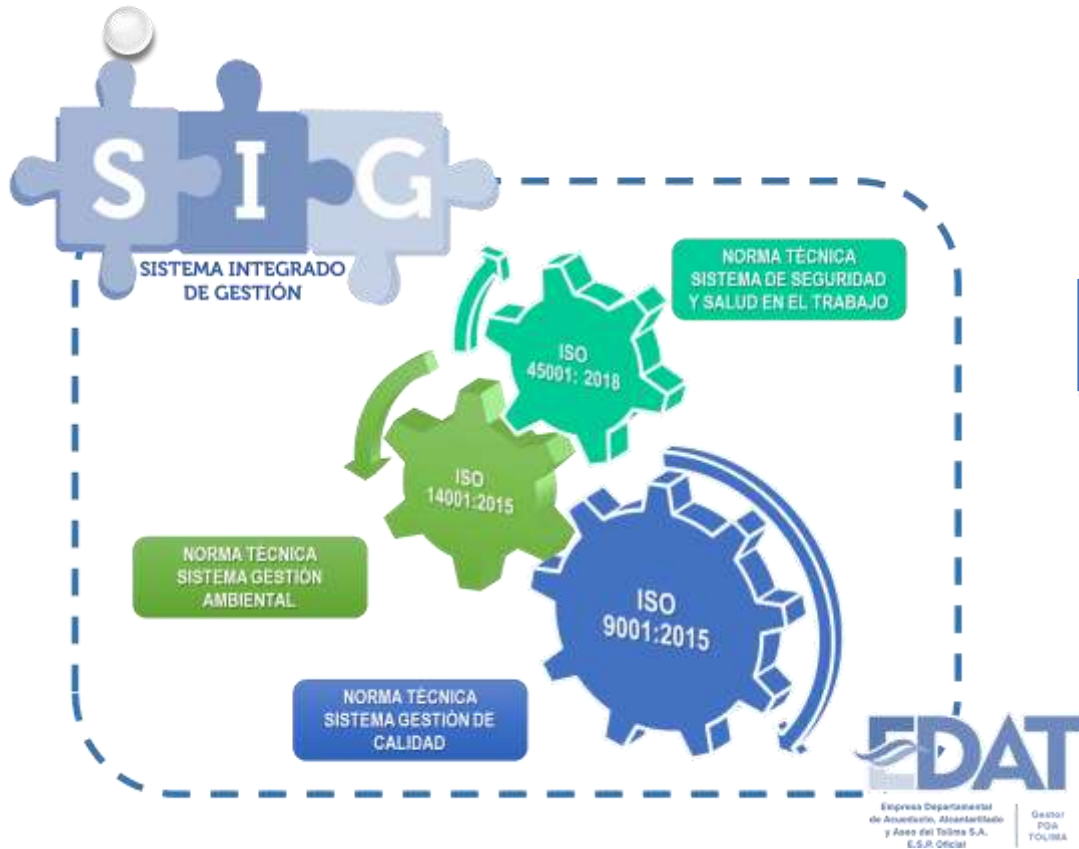 SIG
SISTEMA INTEGRADO
DE GESTIÓN
NORMA TÉCNICA
SISTEMA DE SEGURIDAD
Y SALUD EN EL TRABAJO
ISO
45001: 2018
ISO
14001:2015
NORMA TÉCNICA
SISTEMA GESTIÓN
AMBIENTAL
ISO
9001:2015
NORMA TÉCNICA
SISTEMA GESTIÓN DE
CALIDAD
EDAT
Empresa Departamental
de Acueducto, Alcantarillado
y Aseo del Tolima S.A.
E.S.P. Oficial
Gestor
PDA
TOLIMA